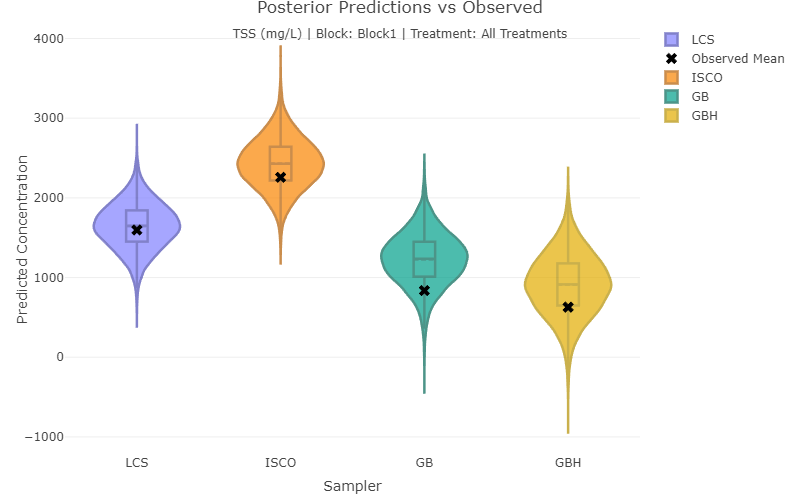 Posterior Predictions vs Observed
TSS (mg/L) | Block: Block1 | Treatment: All Treatments
LCS
Observed Mean
ISCO
GB
GBH
Predicted Concentration
4000
3000
2000
1000
0
−1000
LCS
ISCO
GB
GBH
Sampler